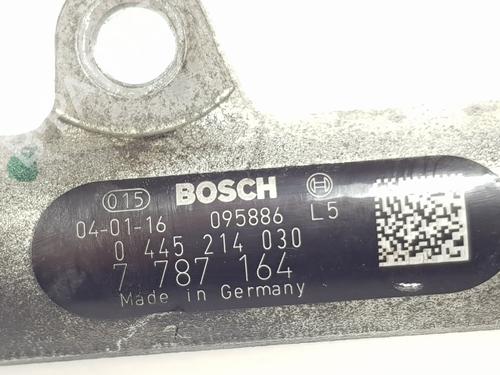 015 BOSCH
04-01-16 095886 L5
0 445 214 030
7 787 164
Made in Germany